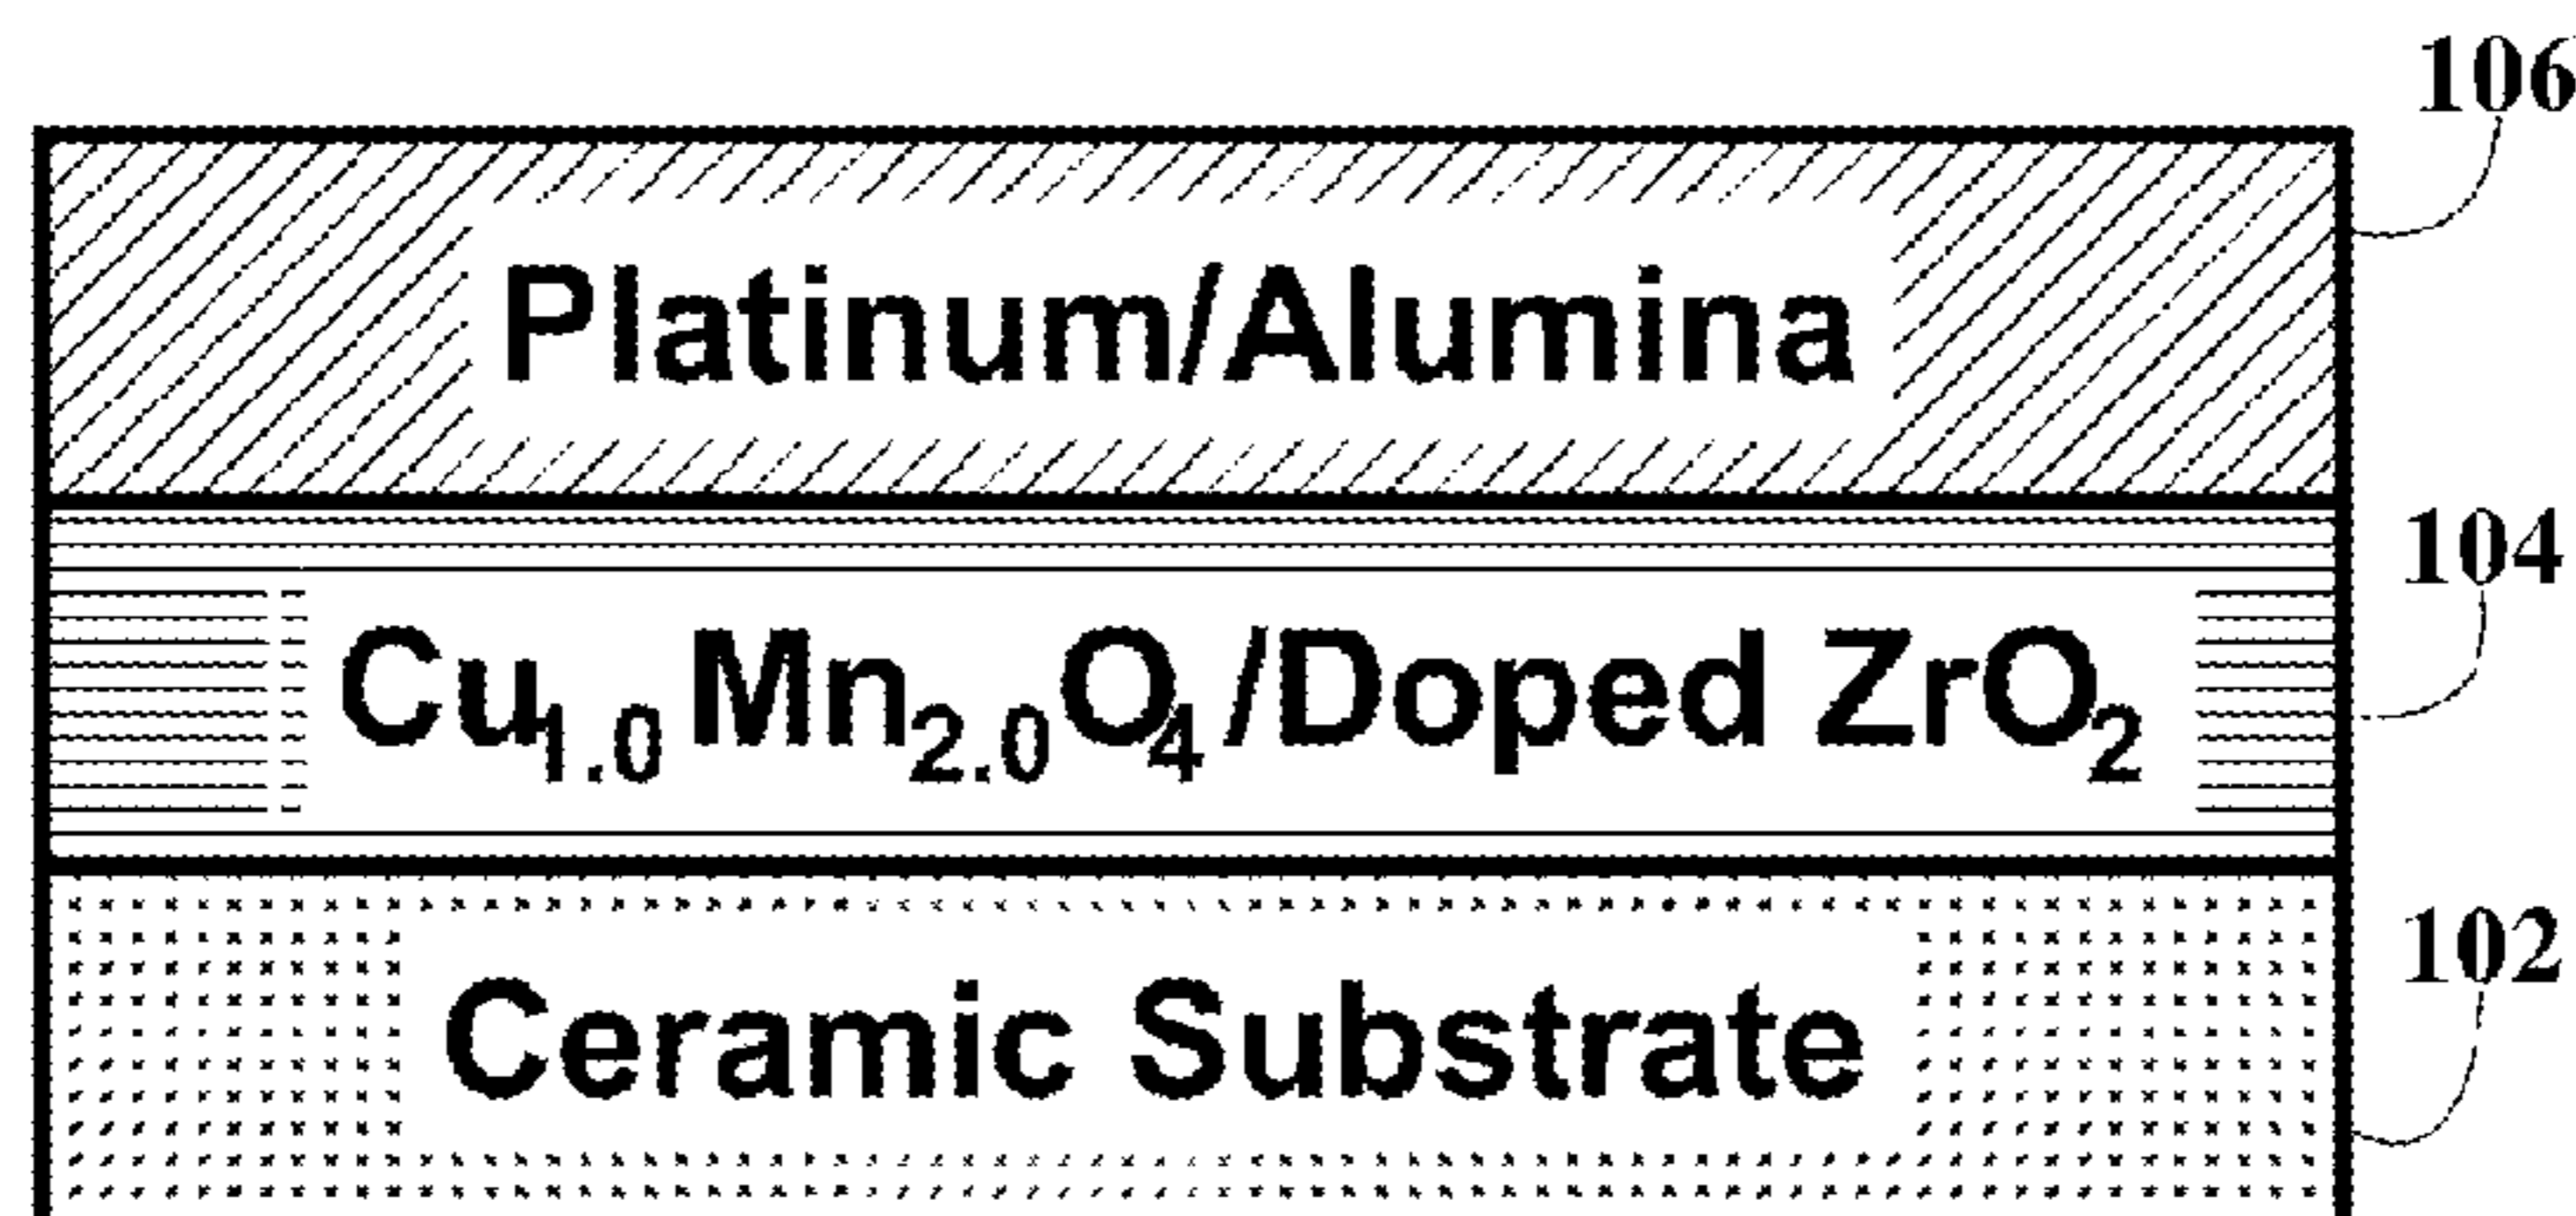 106
Platinum/Alumina
104
Cu1.0Mn2.0O4/Doped ZrO2
102
Ceramic Substrate